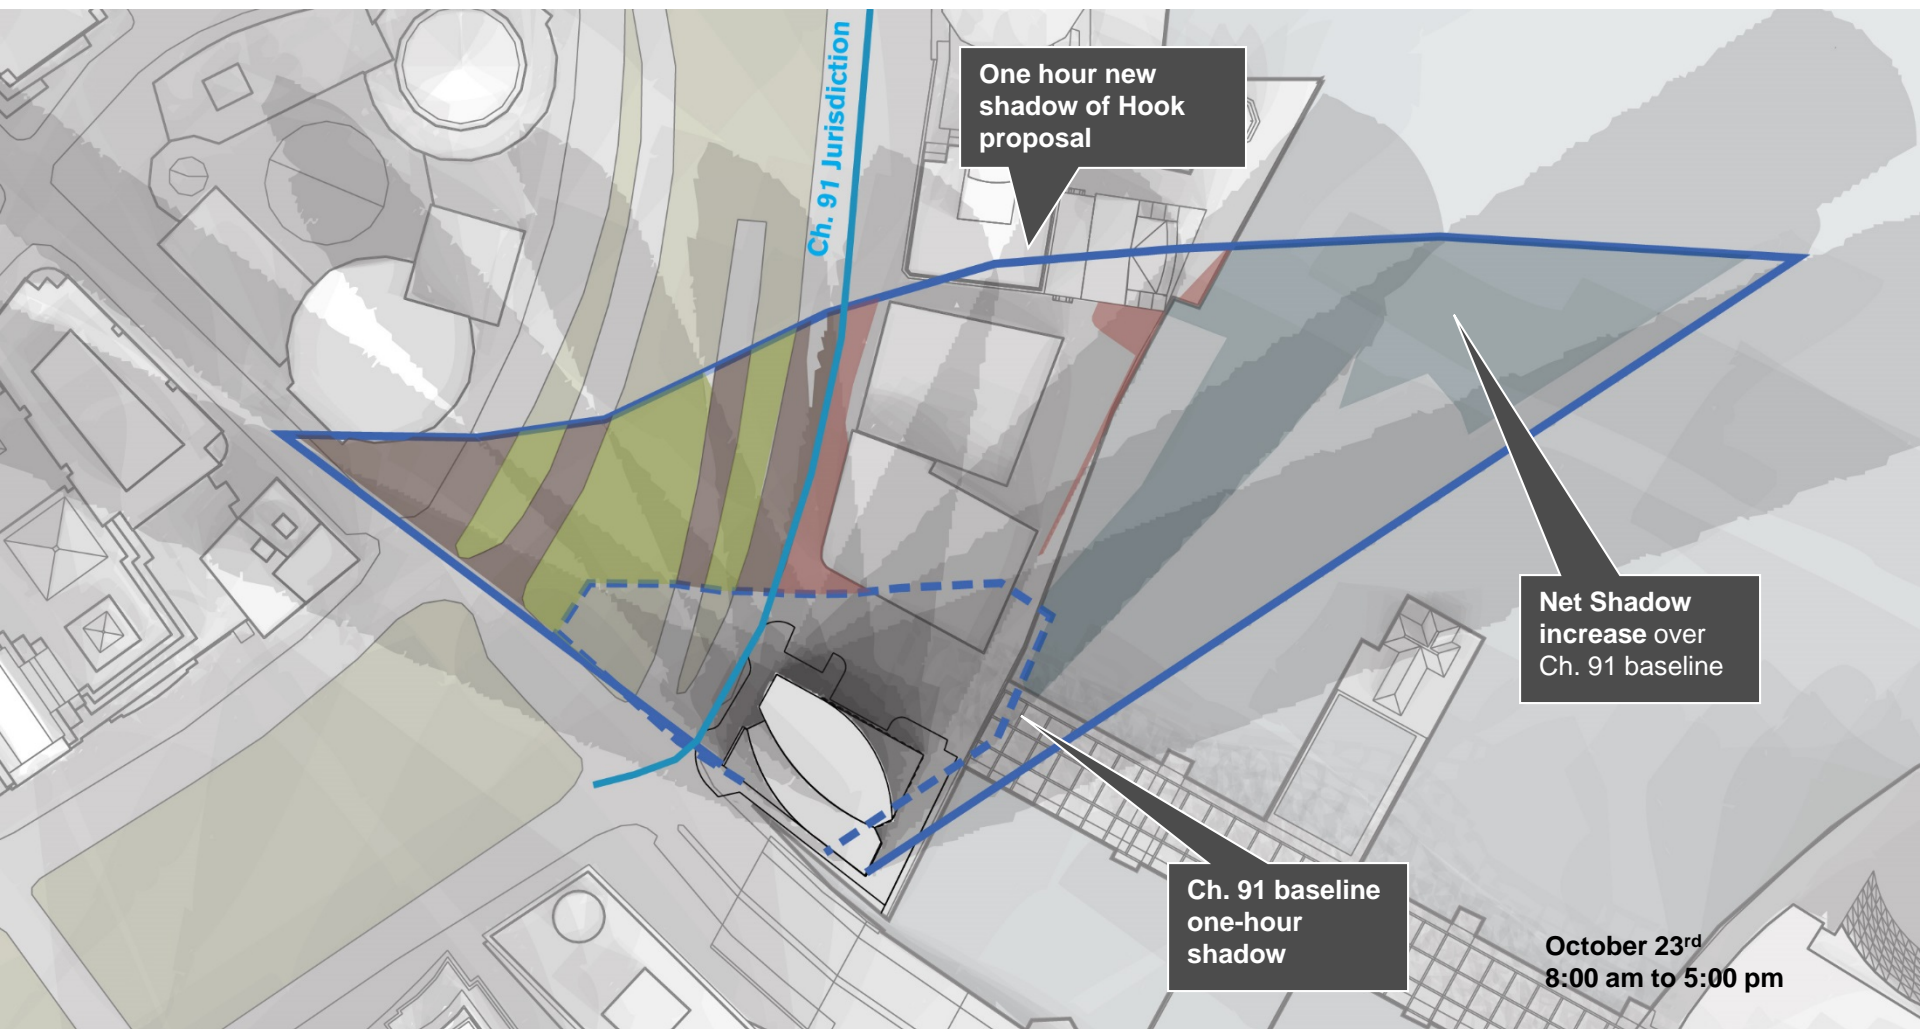 Ch. 91 Jurisdiction
One hour new
shadow of Hook
proposal
Net Shadow
increase over
Ch. 91 baseline
Ch. 91 baseline
one-hour
shadow
October 23rd
8:00 am to 5:00 pm